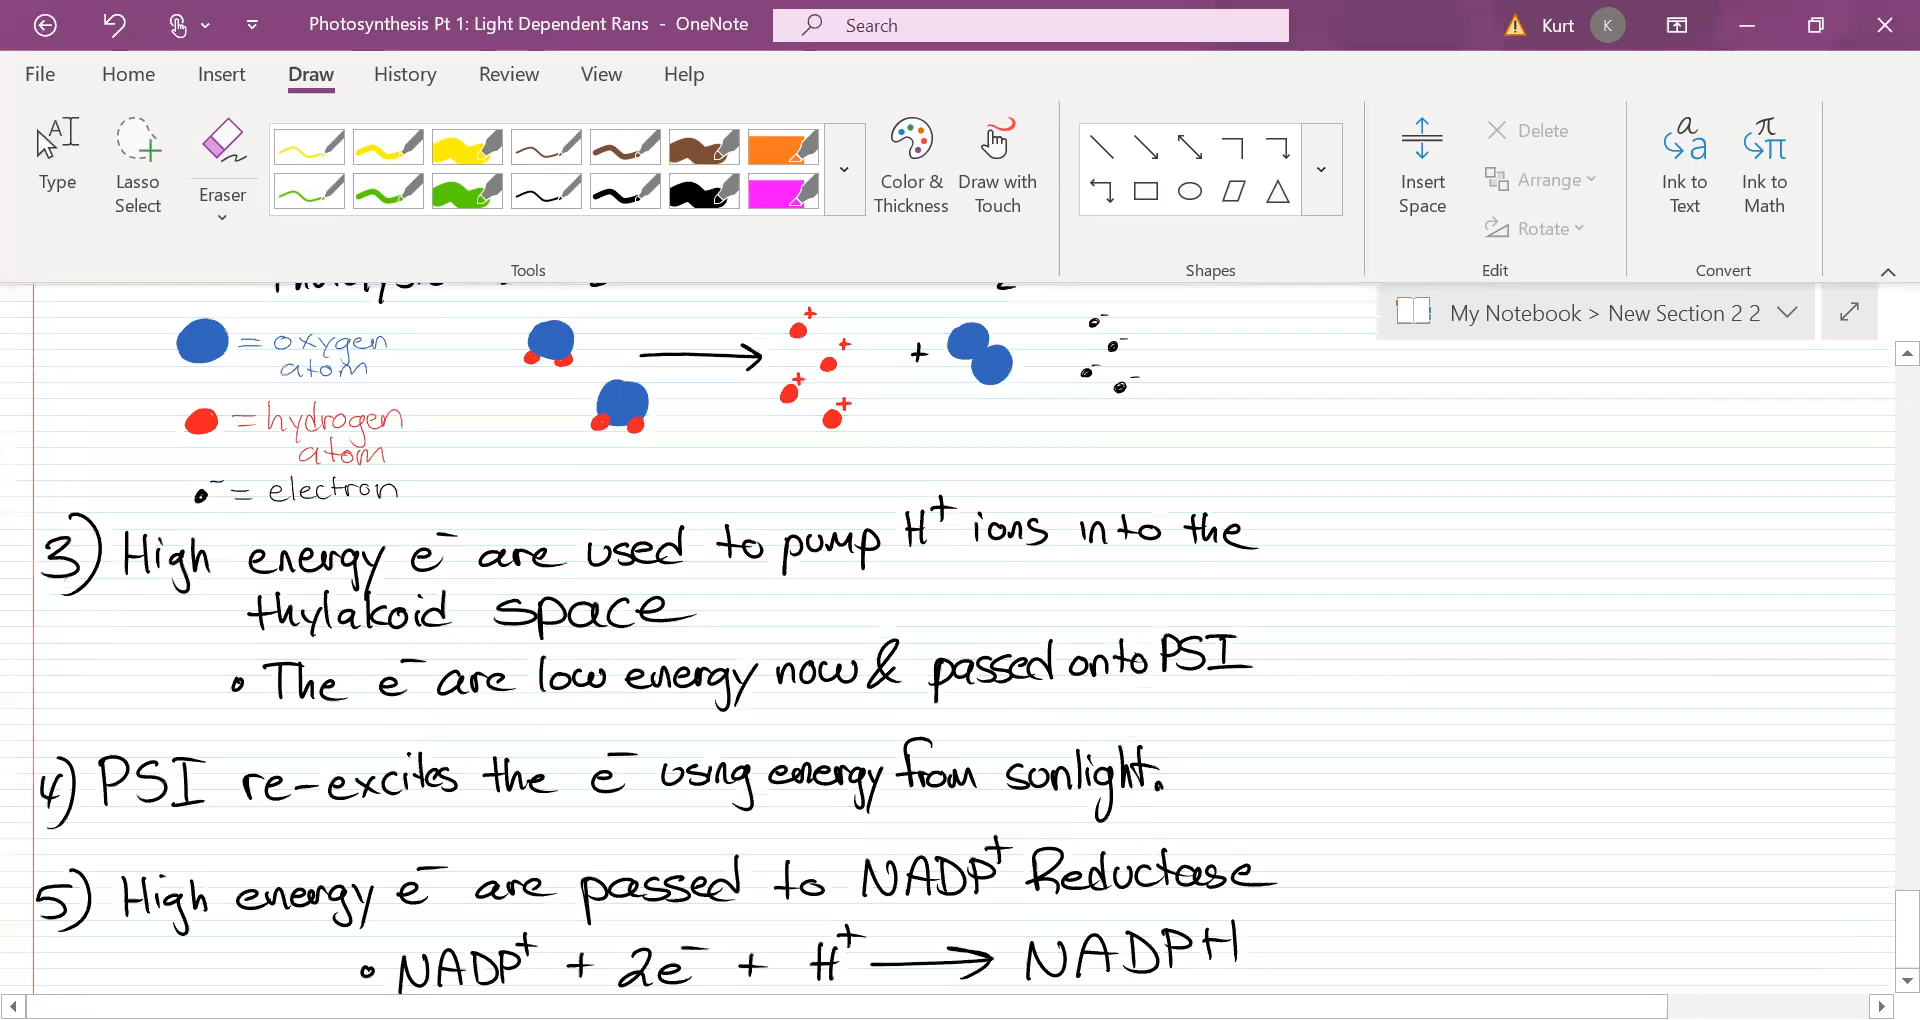 Photosynthesis Pt 1: Light Dependent Rxns - OneNote
Search
Kurt
K
File Home Insert Draw History Review View Help
Type
Lasso Select
Eraser
Color & Thickness
Draw with Touch
Insert Space
Delete
Arrange
Rotate
Ink to Text
Ink to Math
Tools
Shapes
Edit
Convert
My Notebook > New Section 2 2
Photolysis
2
= oxygen
atom
+
+
+
+
+
- - - -
= hydrogen
atom
- = electron
3) High energy e- are used to pump H+ ions into the
thylakoid space
• The e- are low energy now & passed onto PSI
4) PSI re-excites the e- using energy from sunlight.
5) High energy e- are passed to NADP+ Reductase
• NADP+ + 2e- + H+ → NADPH